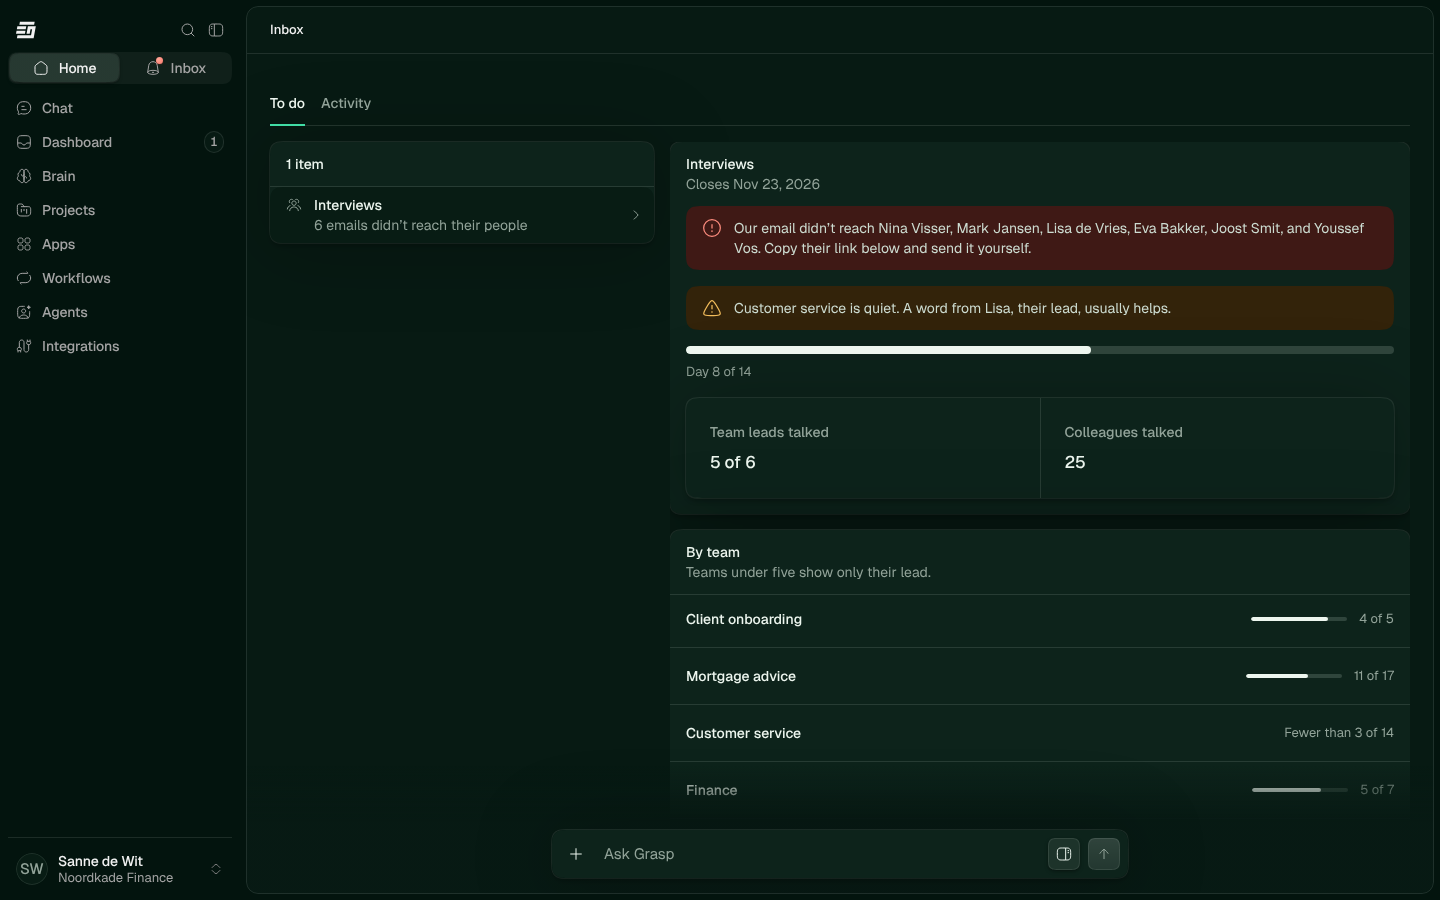 Inbox
Home
Inbox
Chat
Dashboard
1
Brain
Projects
Apps
Workflows
Agents
Integrations
To do
Activity
1 item
Interviews
6 emails didn’t reach their people
Interviews
Closes Nov 23, 2026
Our email didn’t reach Nina Visser, Mark Jansen, Lisa de Vries, Eva Bakker, Joost Smit, and Youssef
Vos. Copy their link below and send it yourself.
Customer service is quiet. A word from Lisa, their lead, usually helps.
Day 8 of 14
Team leads talked
5 of 6
Colleagues talked
25
By team
Teams under five show only their lead.
Client onboarding
4 of 5
Mortgage advice
11 of 17
Customer service
Fewer than 3 of 14
Finance
5 of 7
Ask Grasp
SW
Sanne de Wit
Noordkade Finance